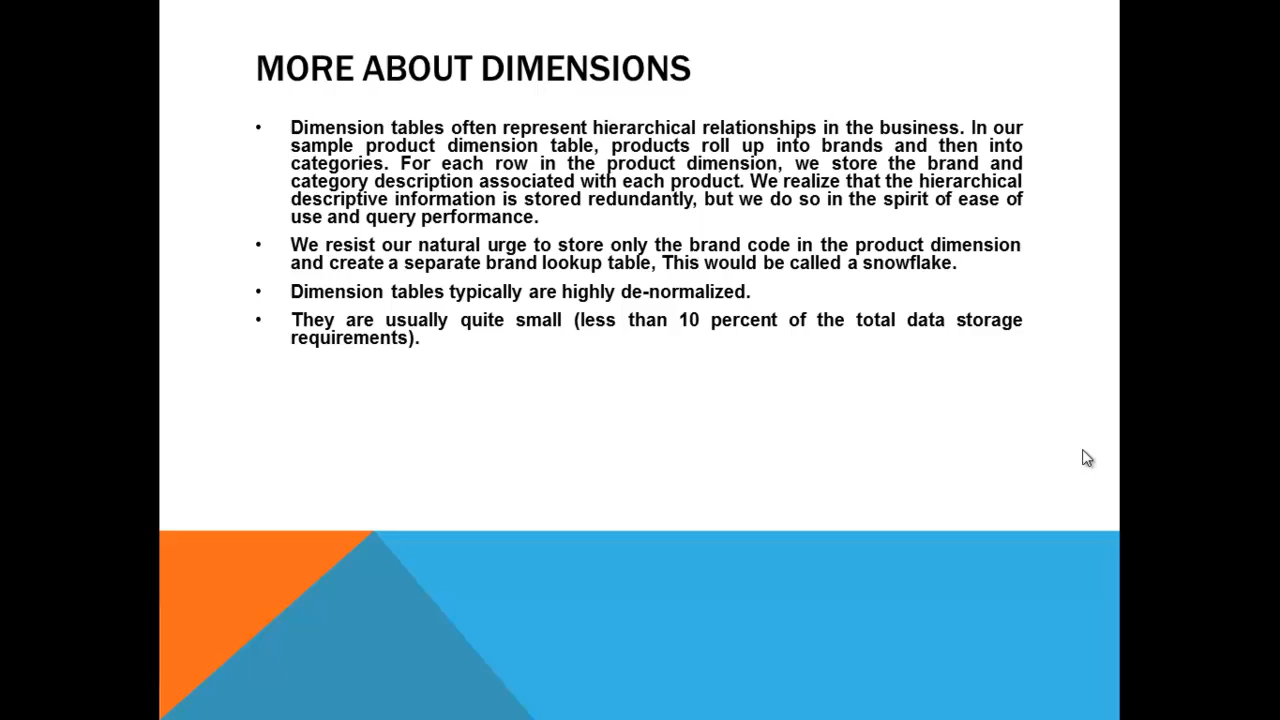 MORE ABOUT DIMENSIONS
• Dimension tables often represent hierarchical relationships in the business. In our
sample product dimension table, products roll up into brands and then into
categories. For each row in the product dimension, we store the brand and
category description associated with each product. We realize that the hierarchical
descriptive information is stored redundantly, but we do so in the spirit of ease of
use and query performance.
• We resist our natural urge to store only the brand code in the product dimension
and create a separate brand lookup table, This would be called a snowflake.
• Dimension tables typically are highly de-normalized.
• They are usually quite small (less than 10 percent of the total data storage
requirements).